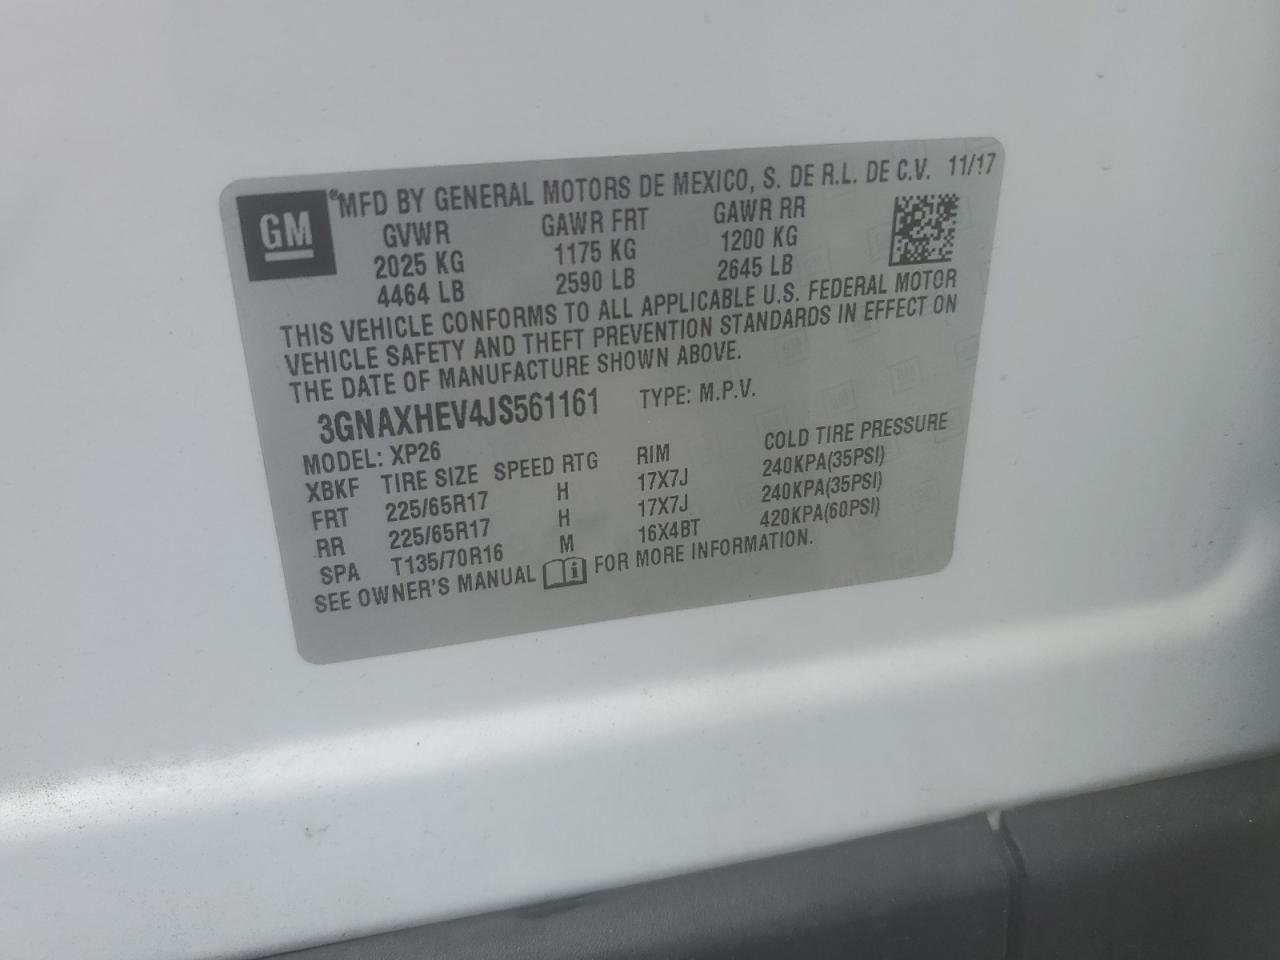 GM
® MFD BY GENERAL MOTORS DE MEXICO, S. DE R.L. DE C.V. 11/17
GVWR GAWR FRT GAWR RR
2025 KG 1175 KG 1200 KG
4464 LB 2590 LB 2645 LB
THIS VEHICLE CONFORMS TO ALL APPLICABLE U.S. FEDERAL MOTOR
VEHICLE SAFETY AND THEFT PREVENTION STANDARDS IN EFFECT ON
THE DATE OF MANUFACTURE SHOWN ABOVE.
3GNAXHEV4JS561161 TYPE: M.P.V.
MODEL: XP26
XBKF TIRE SIZE SPEED RTG RIM COLD TIRE PRESSURE
FRT 225/65R17 H 17X7J 240KPA(35PSI)
RR 225/65R17 H 17X7J 240KPA(35PSI)
SPA T135/70R16 M 16X4BT 420KPA(60PSI)
SEE OWNER'S MANUAL i FOR MORE INFORMATION.